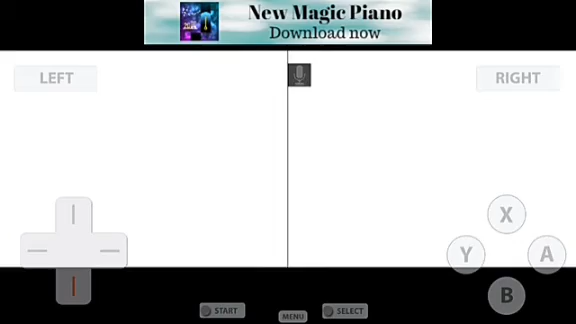 New Magic Piano
Download now
LEFT
RIGHT
X
Y
A
B
START
MENU
SELECT